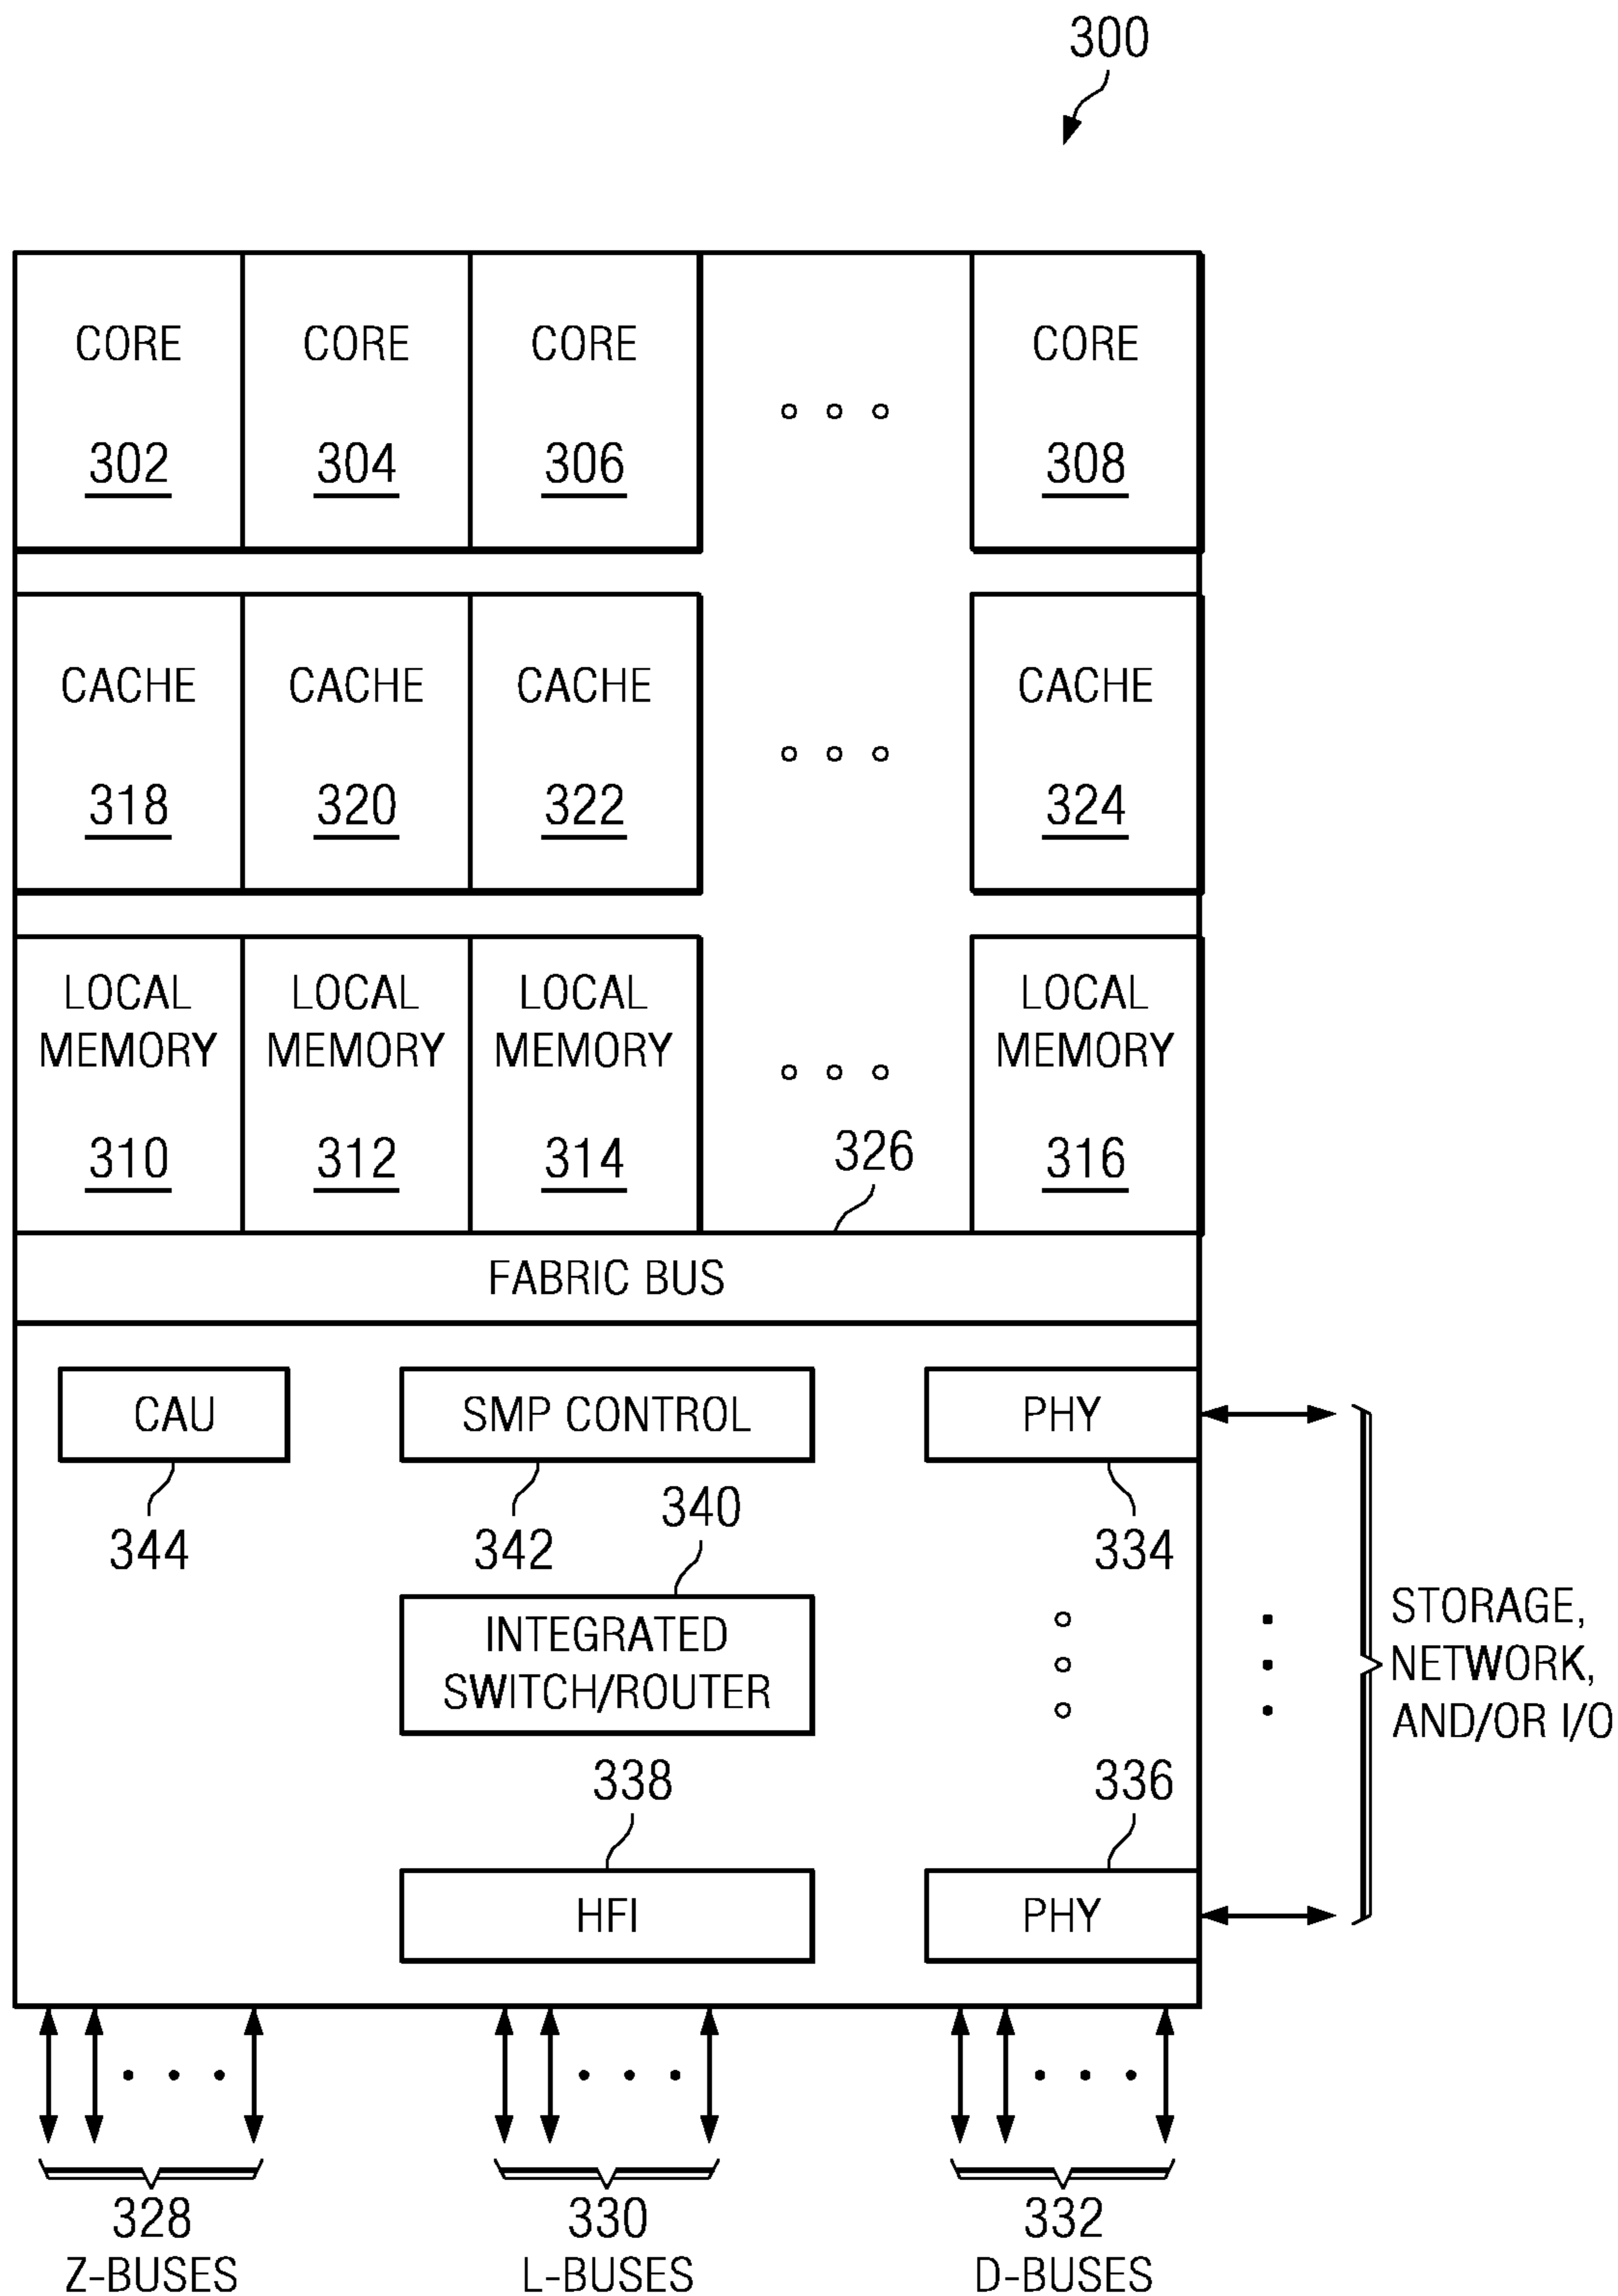 300
CORE CORE CORE CORE
302 304 306 308
CACHE CACHE CACHE CACHE
318 320 322 324
LOCAL LOCAL LOCAL LOCAL
MEMORY MEMORY MEMORY MEMORY
310 312 314 326 316
FABRIC BUS
CAU SMP CONTROL PHY
344 342 340 334
INTEGRATED
SWITCH/ROUTER
STORAGE,
NETWORK,
AND/OR I/O
338 336
HFI PHY
328 330 332
Z-BUSES L-BUSES D-BUSES